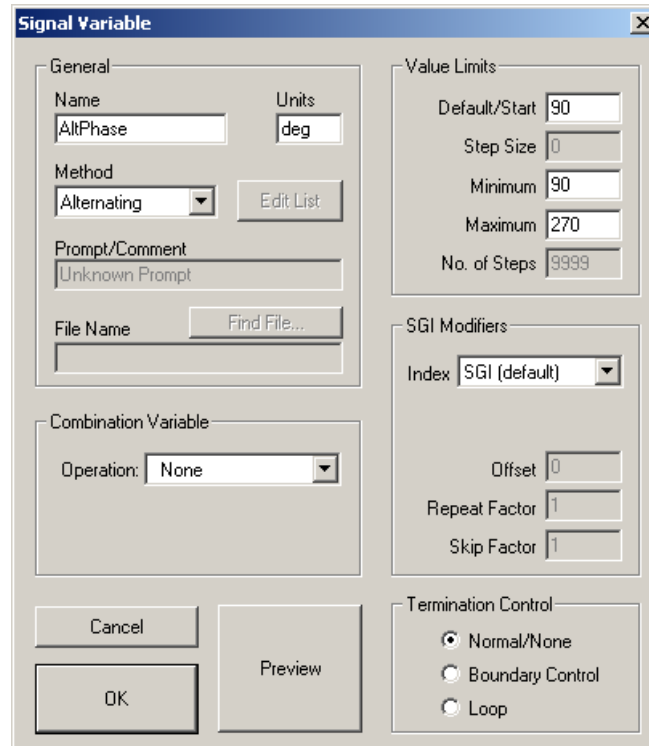 Signal Variable
General
Name
Units
AltPhase
deg
Method
Alternating
Edit List
Prompt/Comment
Unknown Prompt
File Name
Find File...
Combination Variable
Operation: None
Cancel
OK
Preview
Value Limits
Default/Start 90
Step Size 0
Minimum 90
Maximum 270
No. of Steps 9999
SGI Modifiers
Index SGI (default)
Offset 0
Repeat Factor 1
Skip Factor 1
Termination Control
Normal/None
Boundary Control
Loop